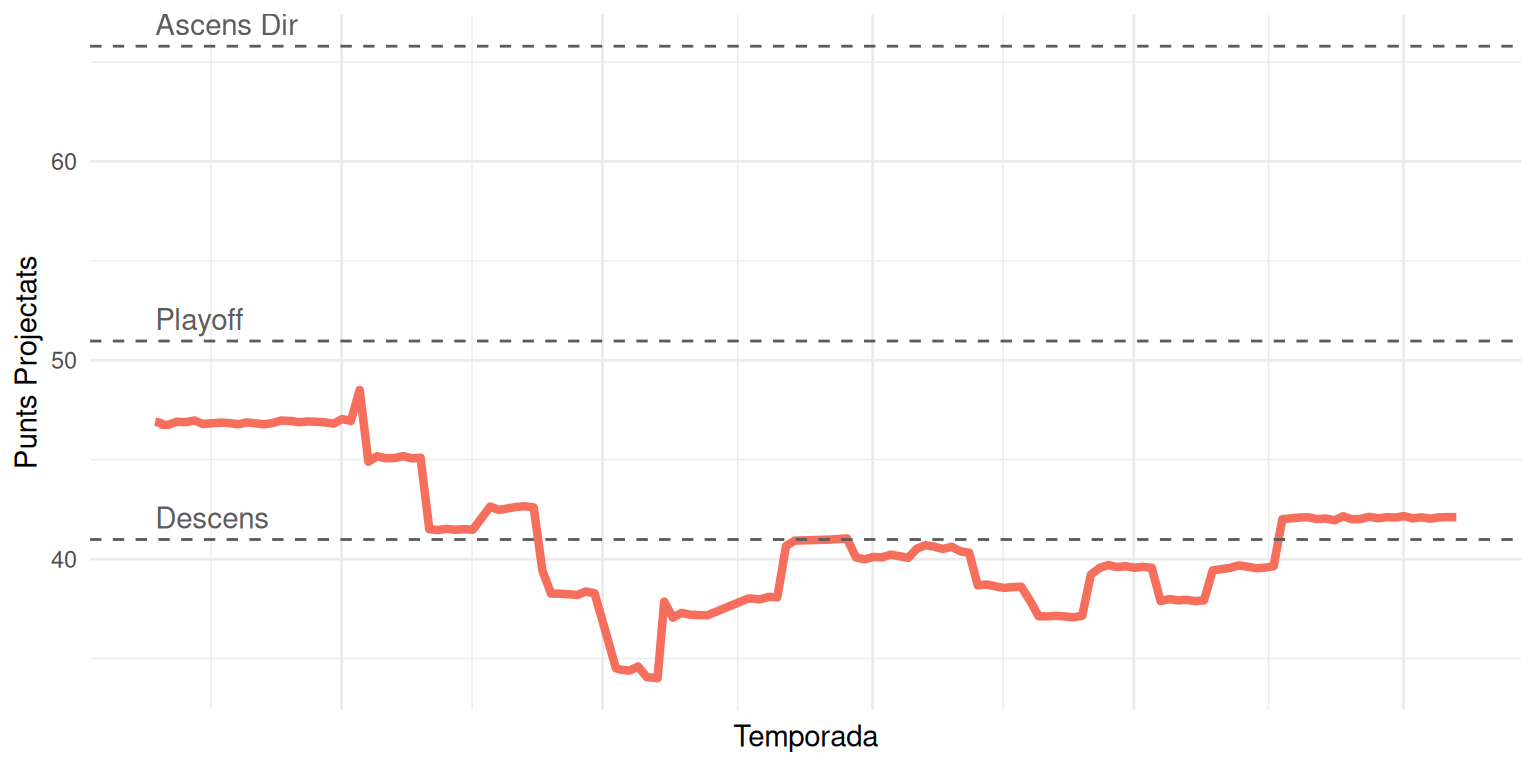 Ascens Dir
60
Playoff
50
Descens
40
Punts Projectats
Temporada